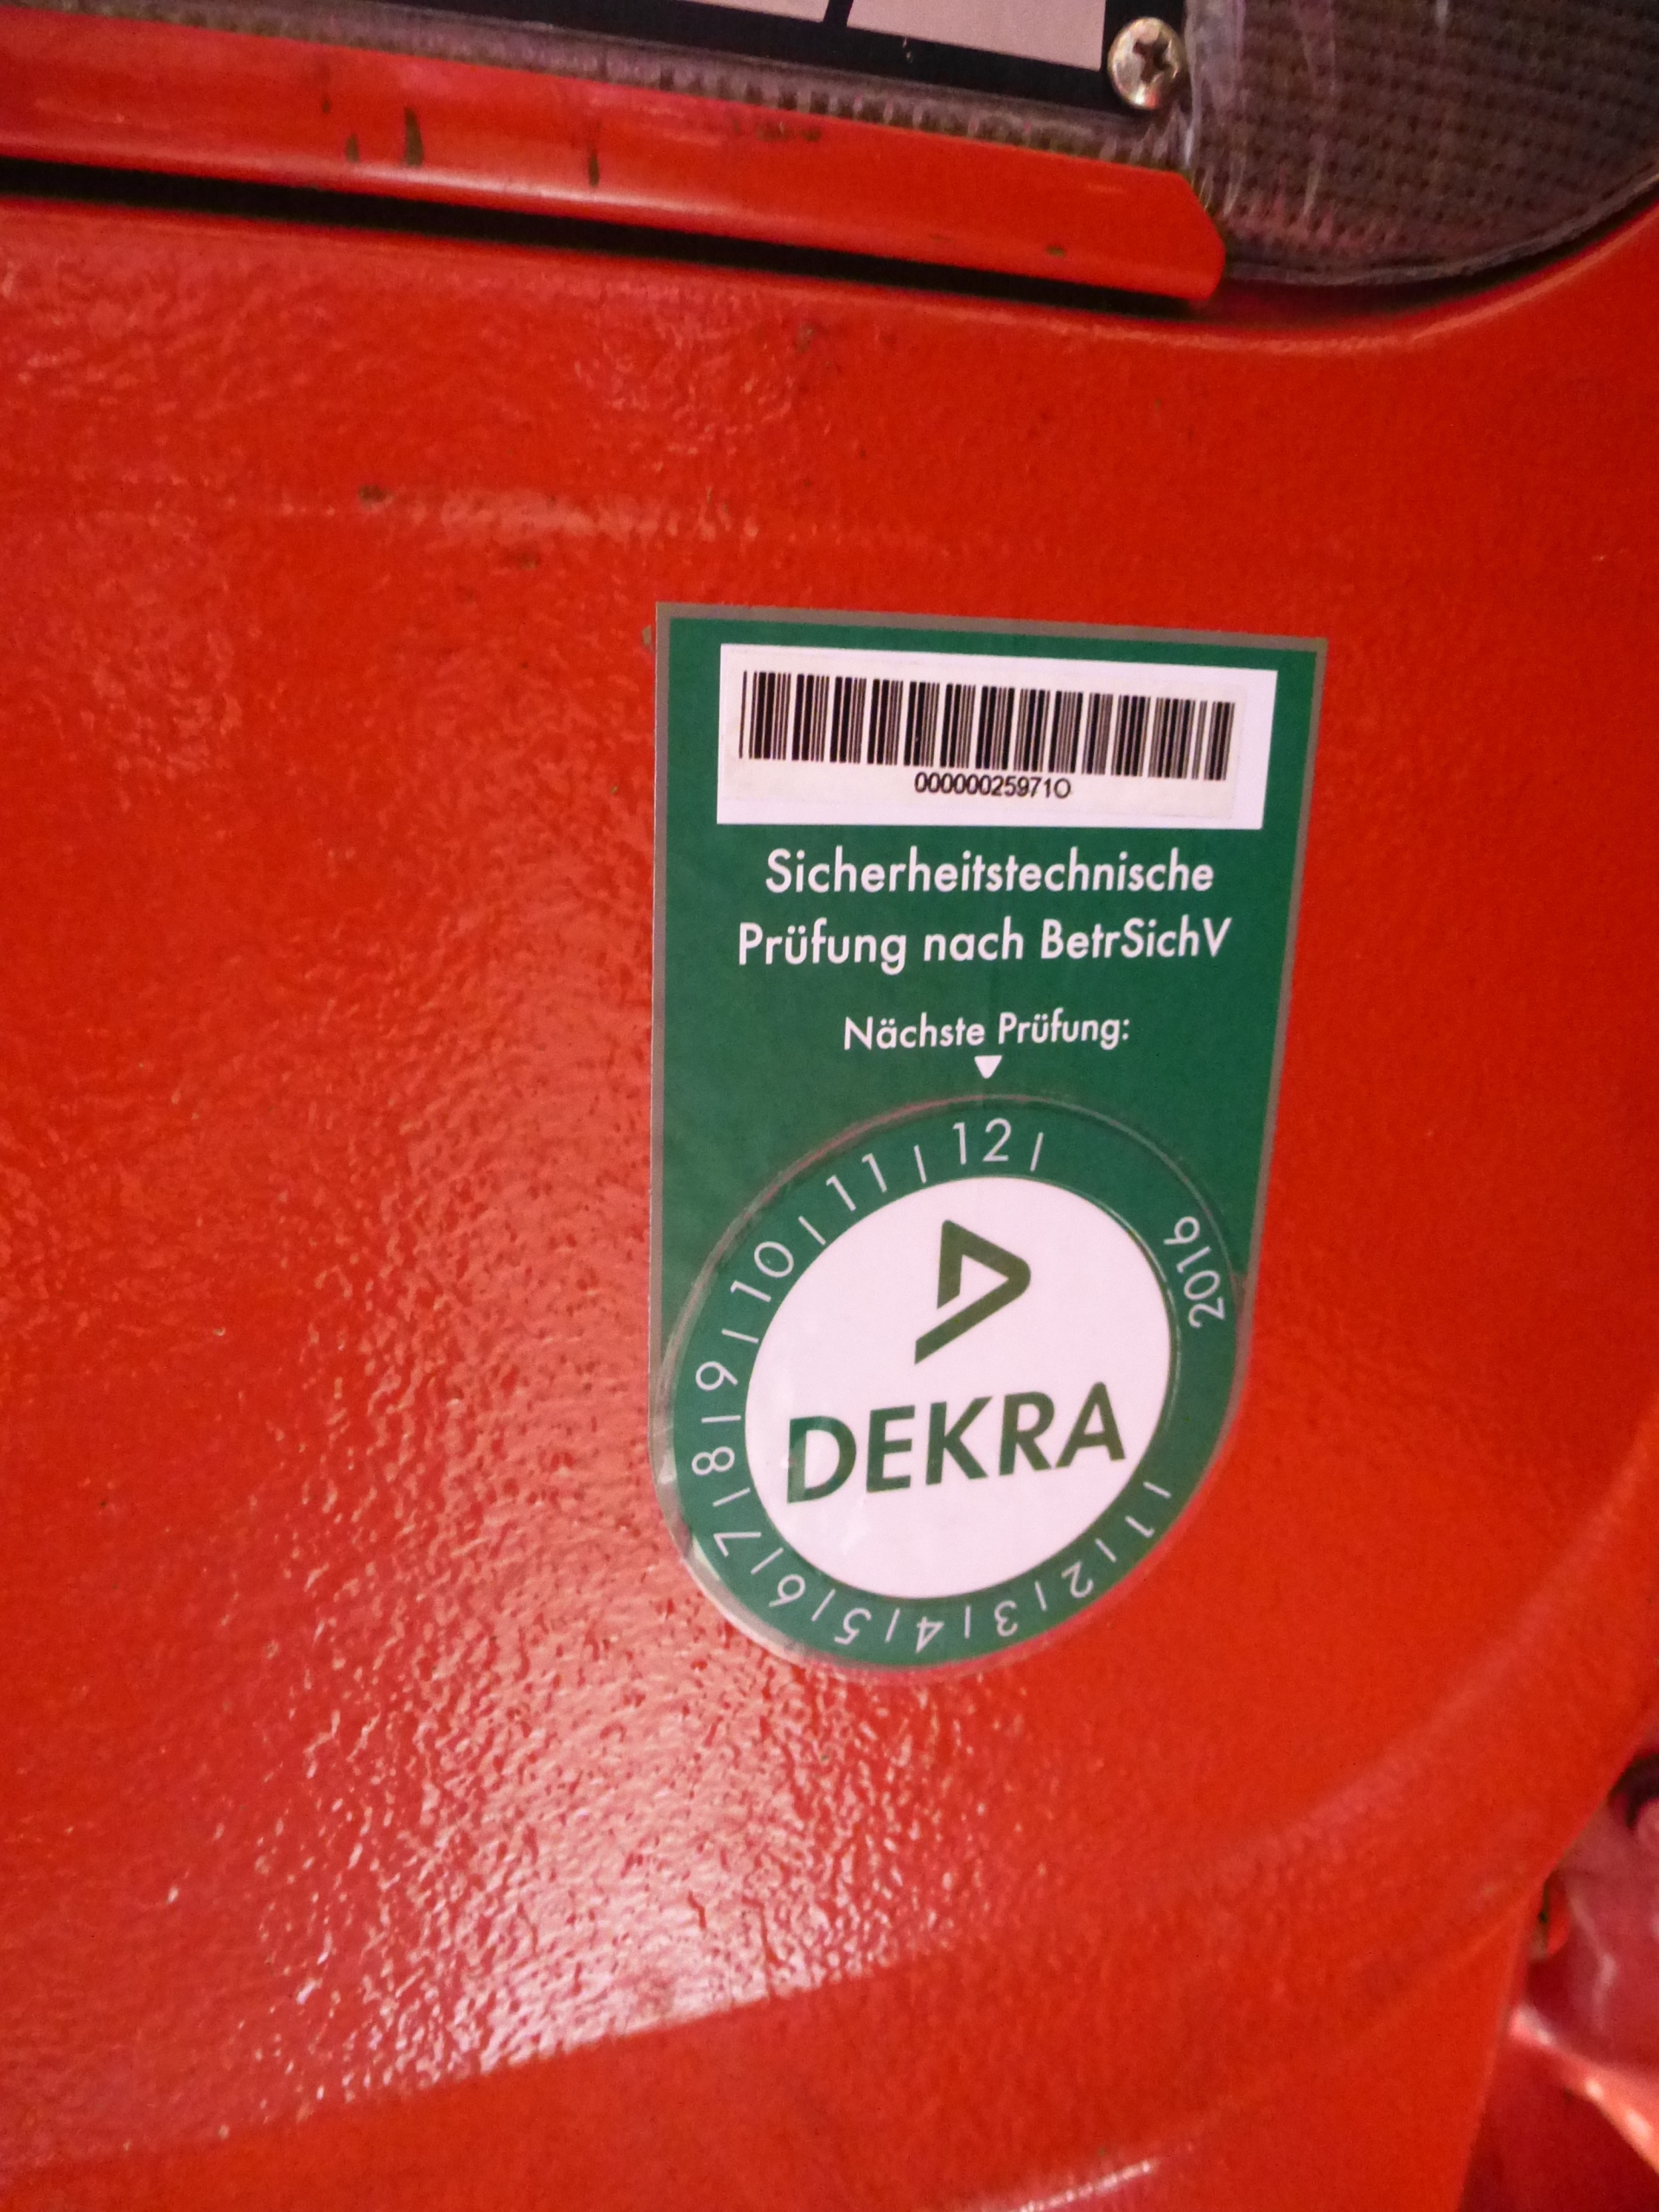 000000259710
Sicherheitstechnische
Prüfung nach BetrSichV
Nächste Prüfung:
2016
1 | 2 | 3 | 4 | 5 | 6 | 7 | 8 | 9 | 10 | 11 | 12 |
DEKRA